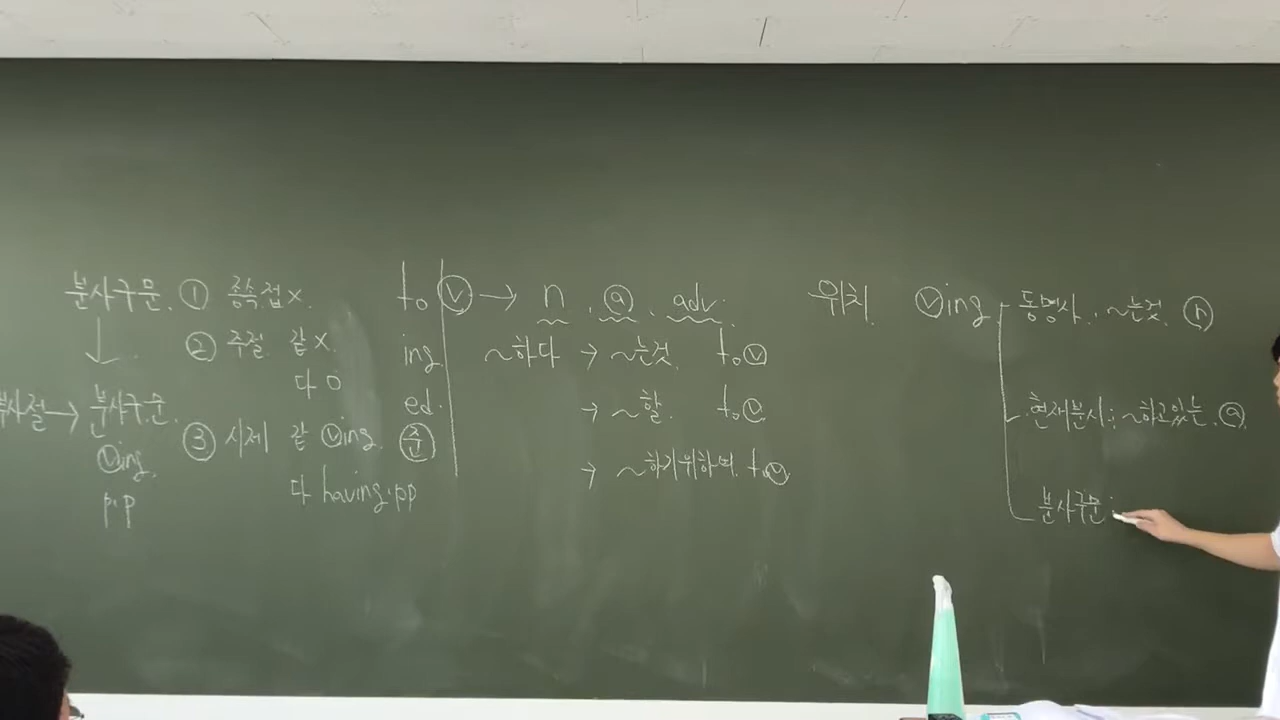 분사구문. ① 종속.접 x.
② 주절. 같 x.
다 o
부사절 → 분사구문.
ⓥing.
p.p
③ 시제 같 ⓥing. 준
다 having.pp
to ⓥ → n . ⓐ . adv.
ing.
ed.
~하다 → ~는것. to ⓥ
→ ~할. to ⓥ
→ ~하기위하여. to ⓥ
위치.
ⓥing 동명사. ~는것. ⓝ
현재분사; ~하고있는. ⓐ
분사구문;